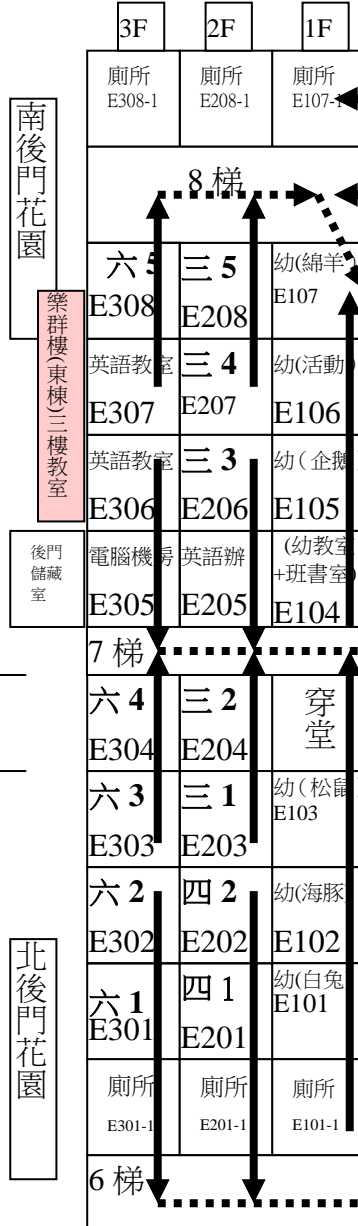 3F 2F 1F
廁所 廁所 廁所
E308-1 E208-1 E107-1
南後門花園
8 梯
六 5 三 5 幼(綿羊)
E308 E208 E107
樂群樓(東棟)三樓教室
英語教室 三 4 幼(活動)
E307 E207 E106
英語教室 三 3 幼(企鵝
E306 E206 E105
後門儲藏室
電腦機房 英語辦 (幼教室
+班書室)
E305 E205 E104
7 梯
六 4 三 2 穿堂
E304 E204
六 3 三 1 幼(松鼠
E303 E203 E103
六 2 四 2 幼(海豚
E302 E202 E102
北後門花園
六 1 四 1 幼(白兔
E301 E201 E101
廁所 廁所 廁所
E301-1 E201-1 E101-1
6 梯